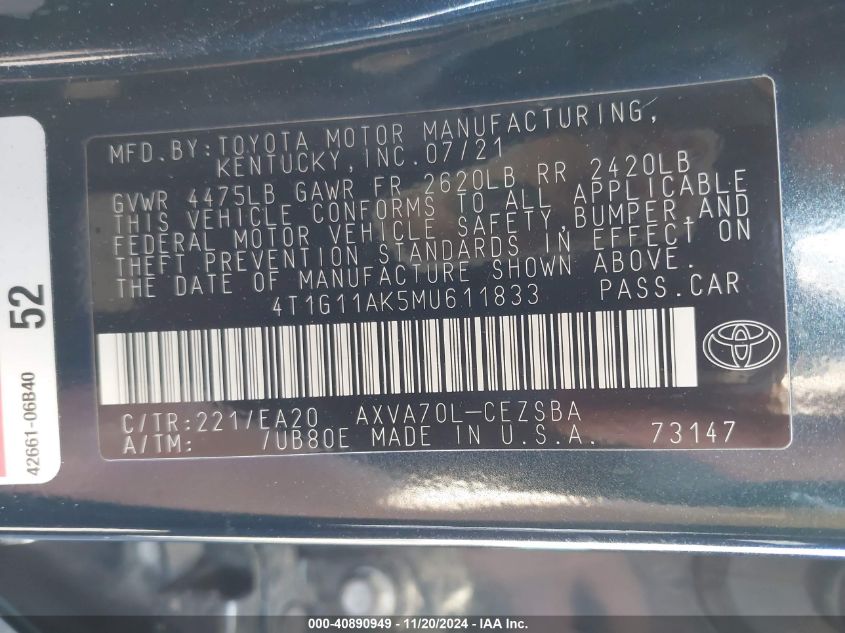 MFD. BY: TOYOTA MOTOR MANUFACTURING,
KENTUCKY, INC. 07/21
GVWR 4475LB GAWR FR 2620LB RR 2420LB
THIS VEHICLE CONFORMS TO ALL APPLICABLE
FEDERAL MOTOR VEHICLE SAFETY, BUMPER, AND
THEFT PREVENTION STANDARDS IN EFFECT ON
THE DATE OF MANUFACTURE SHOWN ABOVE.
4T1G11AK5MU611833 PASS. CAR
C/TR: 221/EA20 AXVA70L-CEZSBA
A/TM: /UB80E MADE IN U.S.A. 73147
52
42661-06B40
000-40890949 - 11/20/2024 - IAA Inc.